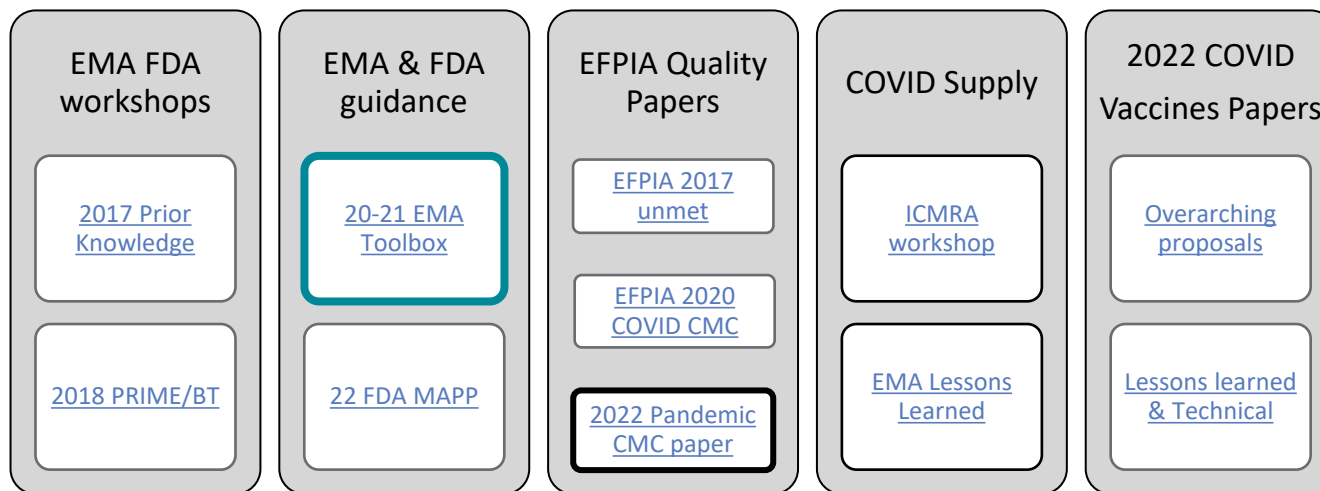 EMA FDA
workshops
2017 Prior
Knowledge
2018 PRIME/BT
EMA & FDA
guidance
20-21 EMA
Toolbox
22 FDA MAPP
EFPIA Quality
Papers
EFPIA 2017
unmet
EFPIA 2020
COVID CMC
2022 Pandemic
CMC paper
COVID Supply
ICMRA
workshop
EMA Lessons
Learned
2022 COVID
Vaccines Papers
Overarching
proposals
Lessons learned
& Technical